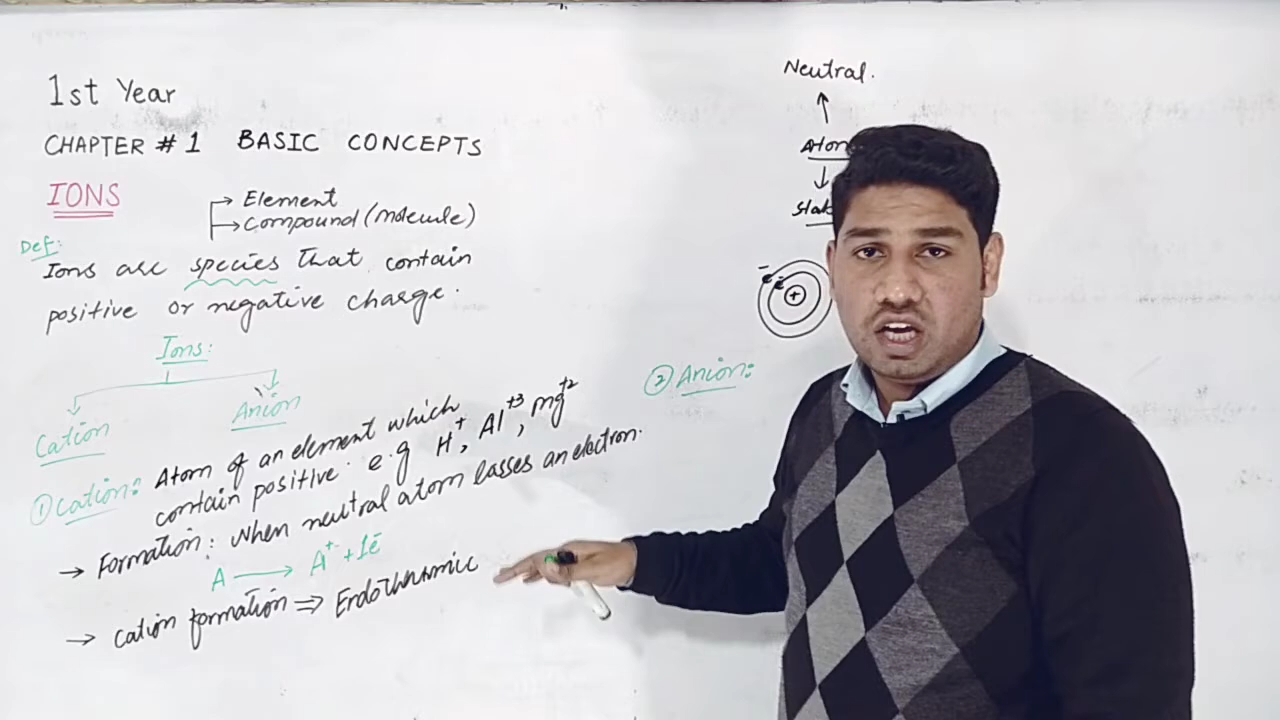 1st Year
CHAPTER # 1 BASIC CONCEPTS
IONS
Element
Compound (molecule)
Def:
Ions are species that contain
positive or negative charge.
Ions:
Cation
Anion
① Cation: Atom of an element which
contain positive. e.g H⁺, Al⁺³, mg⁺²
→ Formation: when neutral atom lasses an electron.
A → A⁺ + 1ē
→ Cation formation ⇒ Endothermic
Neutral.
② Anion:
+